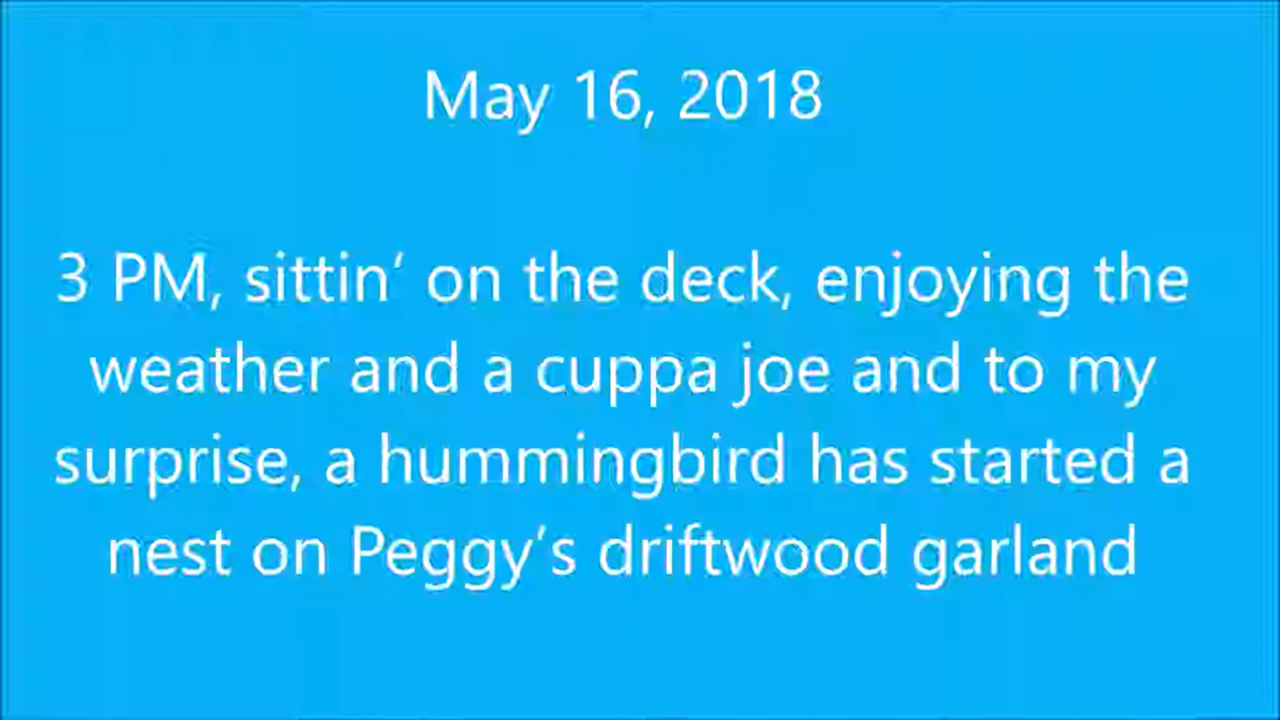 May 16, 2018
3 PM, sittin’ on the deck, enjoying the
weather and a cuppa joe and to my
surprise, a hummingbird has started a
nest on Peggy’s driftwood garland